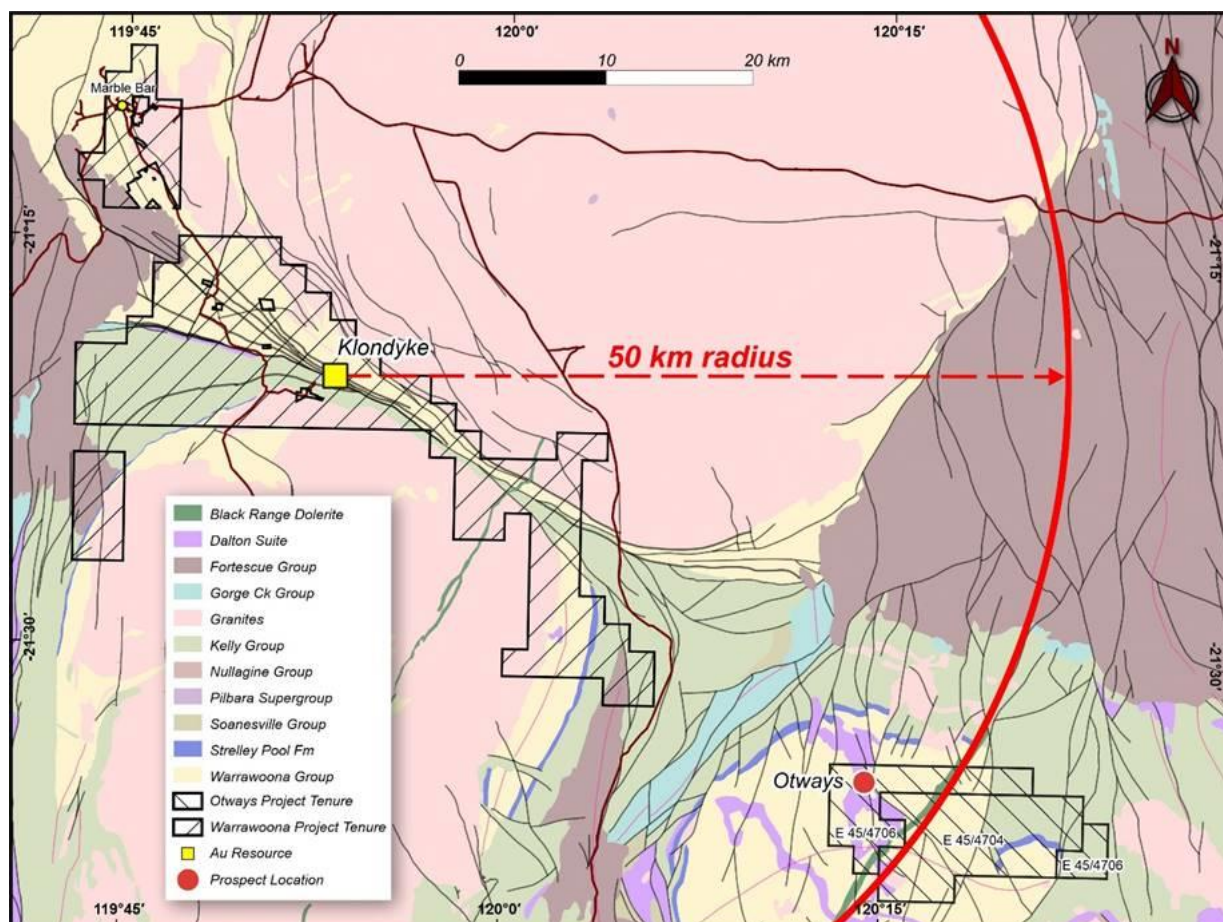 119°45'
120°0'
120°15'
0 10 20 km
N
Marble Bar
-21°15'
-21°15'
Klondyke
50 km radius
Black Range Dolerite
Dalton Suite
Fortescue Group
Gorge Ck Group
Granites
Kelly Group
Nullagine Group
Pilbara Supergroup
Soanesville Group
Strelley Pool Fm
Warrawoona Group
Otways Project Tenure
Warrawoona Project Tenure
Au Resource
Prospect Location
-21°30'
-21°30'
Otways
E 45/4706
E 45/4704
E 45/4706
119°45'
120°0'
120°15'